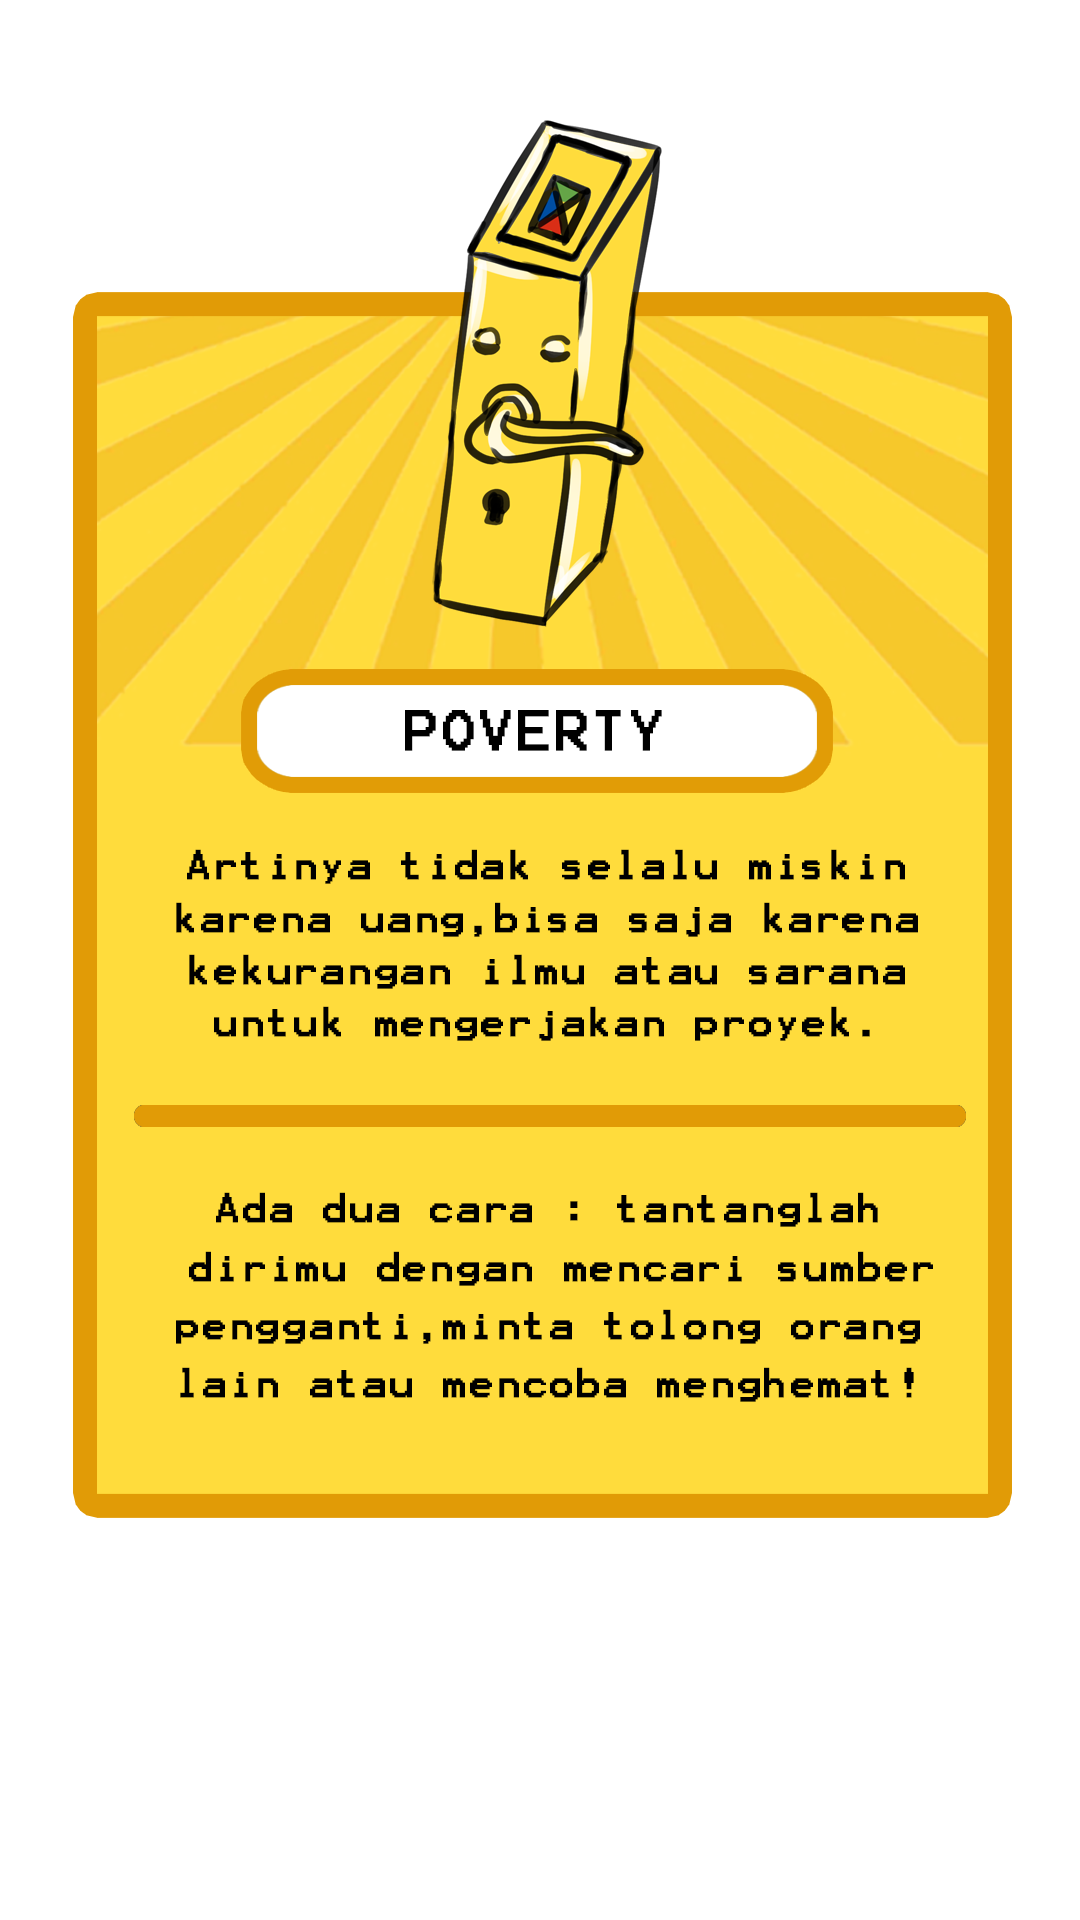 POVERTY
Artinya tidak selalu miskin
karena uang,bisa saja karena
kekurangan ilmu atau sarana
untuk mengerjakan proyek.
Ada dua cara : tantanglah
dirimu dengan mencari sumber
pengganti,minta tolong orang
lain atau mencoba menghemat!